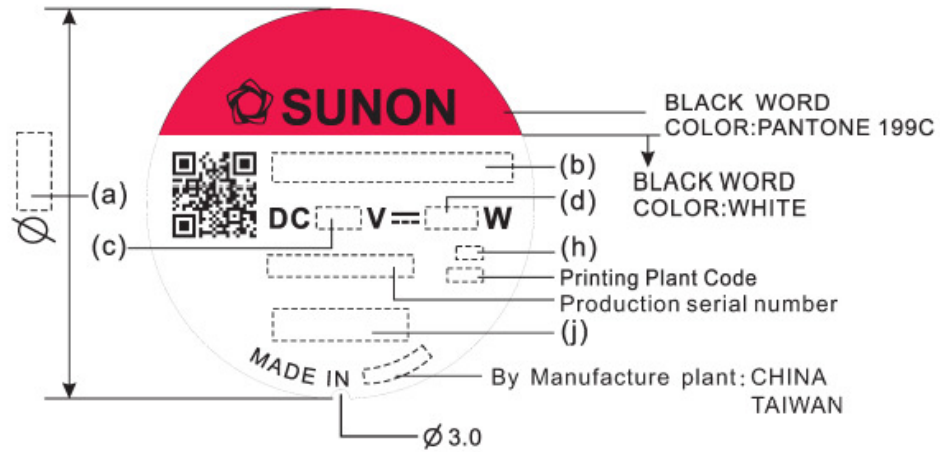 SUNON
BLACK WORD
COLOR:PANTONE 199C
(b)
BLACK WORD
COLOR:WHITE
(a)
Ø
(d)
DC V⎓ W
(c)
(h)
Printing Plant Code
Production serial number
(j)
MADE IN
By Manufacture plant: CHINA
TAIWAN
Ø 3.0